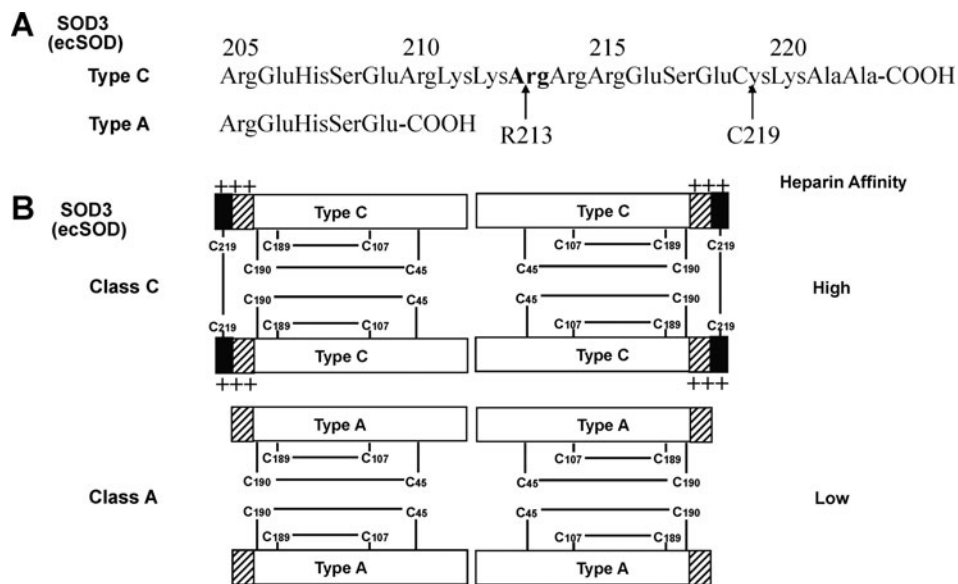 A SOD3
(ecSOD)
205 210 215 220
Type C ArgGluHisSerGluArgLysLysArgArgArgGluSerGluCysLysAlaAla-COOH
Type A ArgGluHisSerGlu-COOH R213 C219
+++ +++ Heparin Affinity
B SOD3
(ecSOD)
Type C Type C
C219 C189 C107 C107 C189 C219
C190 C45 C45 C190
Class C High
C190 C45 C45 C190
C219 C189 C107 C107 C189 C219
Type C Type C
+++ +++
Type A Type A
C189 C107 C107 C189
C190 C45 C45 C190
Class A Low
C190 C45 C45 C190
C189 C107 C107 C189
Type A Type A